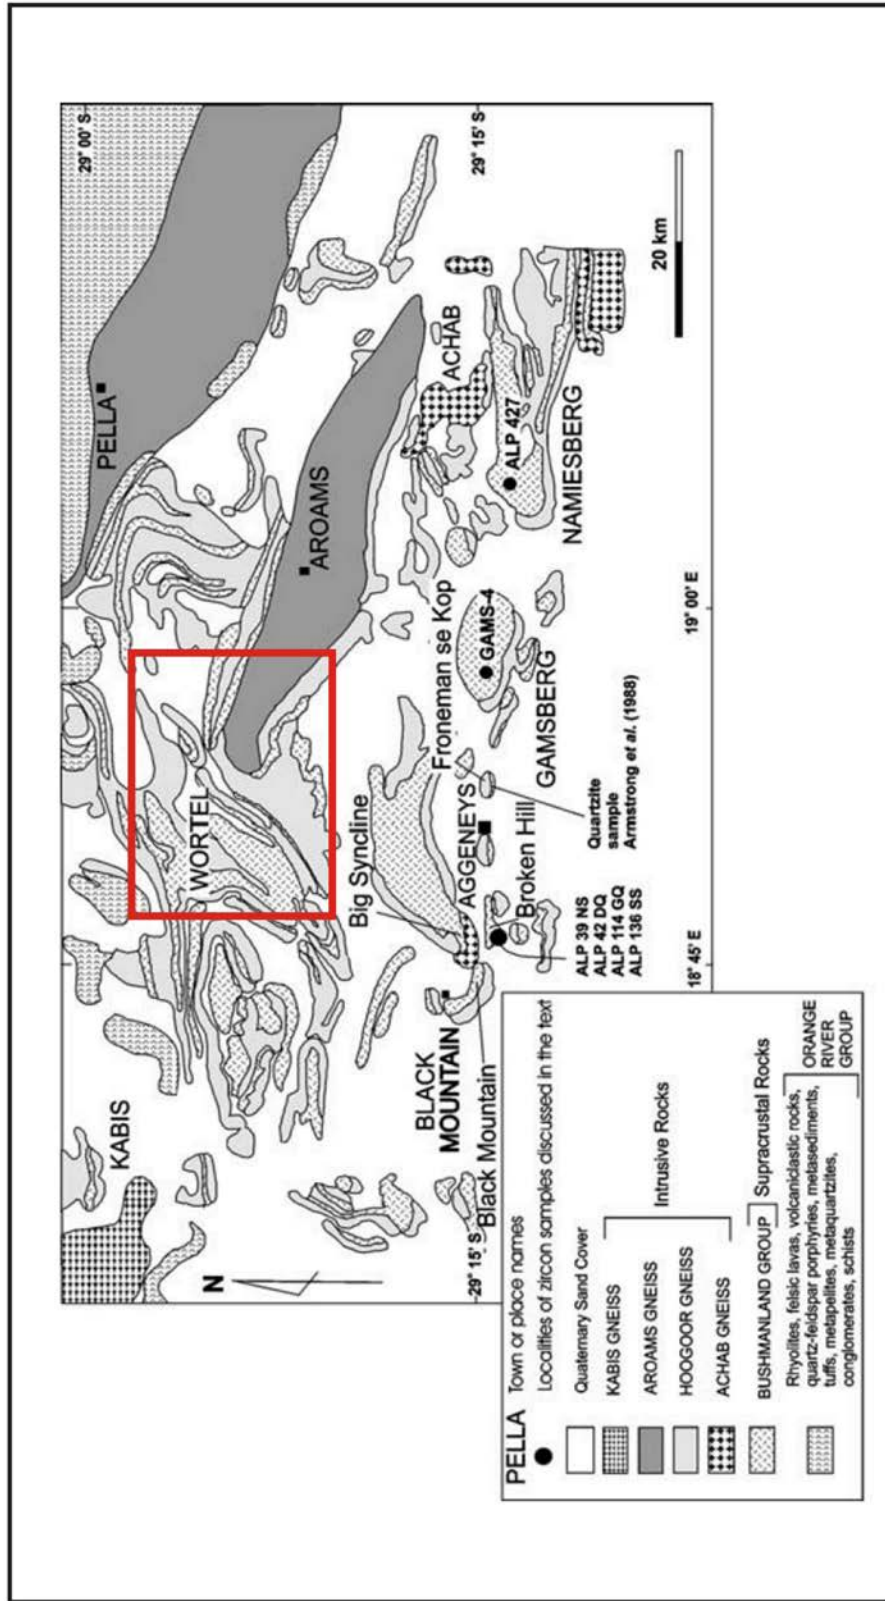 29° 00' S
PELLA
KABIS
WORTEL
AROAMS
N
Big Syncline
Froneman se Kop
ACHAB
BLACK
MOUNTAIN
AGGENEYS
29° 15' S
29° 15' S
Black Mountain
Broken Hill
GAMS-4
ALP 427
GAMSBERG
NAMIESBERG
ALP 39 NS
ALP 42 DQ
ALP 114 GQ
ALP 136 SS
Quartzite
sample
Armstrong et al. (1988)
20 km
18° 45' E
19° 00' E
PELLA Town or place names
Localities of zircon samples discussed in the text
Quaternary Sand Cover
KABIS GNEISS
AROAMS GNEISS
HOOGOOR GNEISS
ACHAB GNEISS
Intrusive Rocks
BUSHMANLAND GROUP
Supracrustal Rocks
Rhyolites, felsic lavas, volcaniclastic rocks,
quartz-feldspar porphyries, metasediments,
tuffs, metapelites, metaquartzites,
conglomerates, schists
ORANGE
RIVER
GROUP